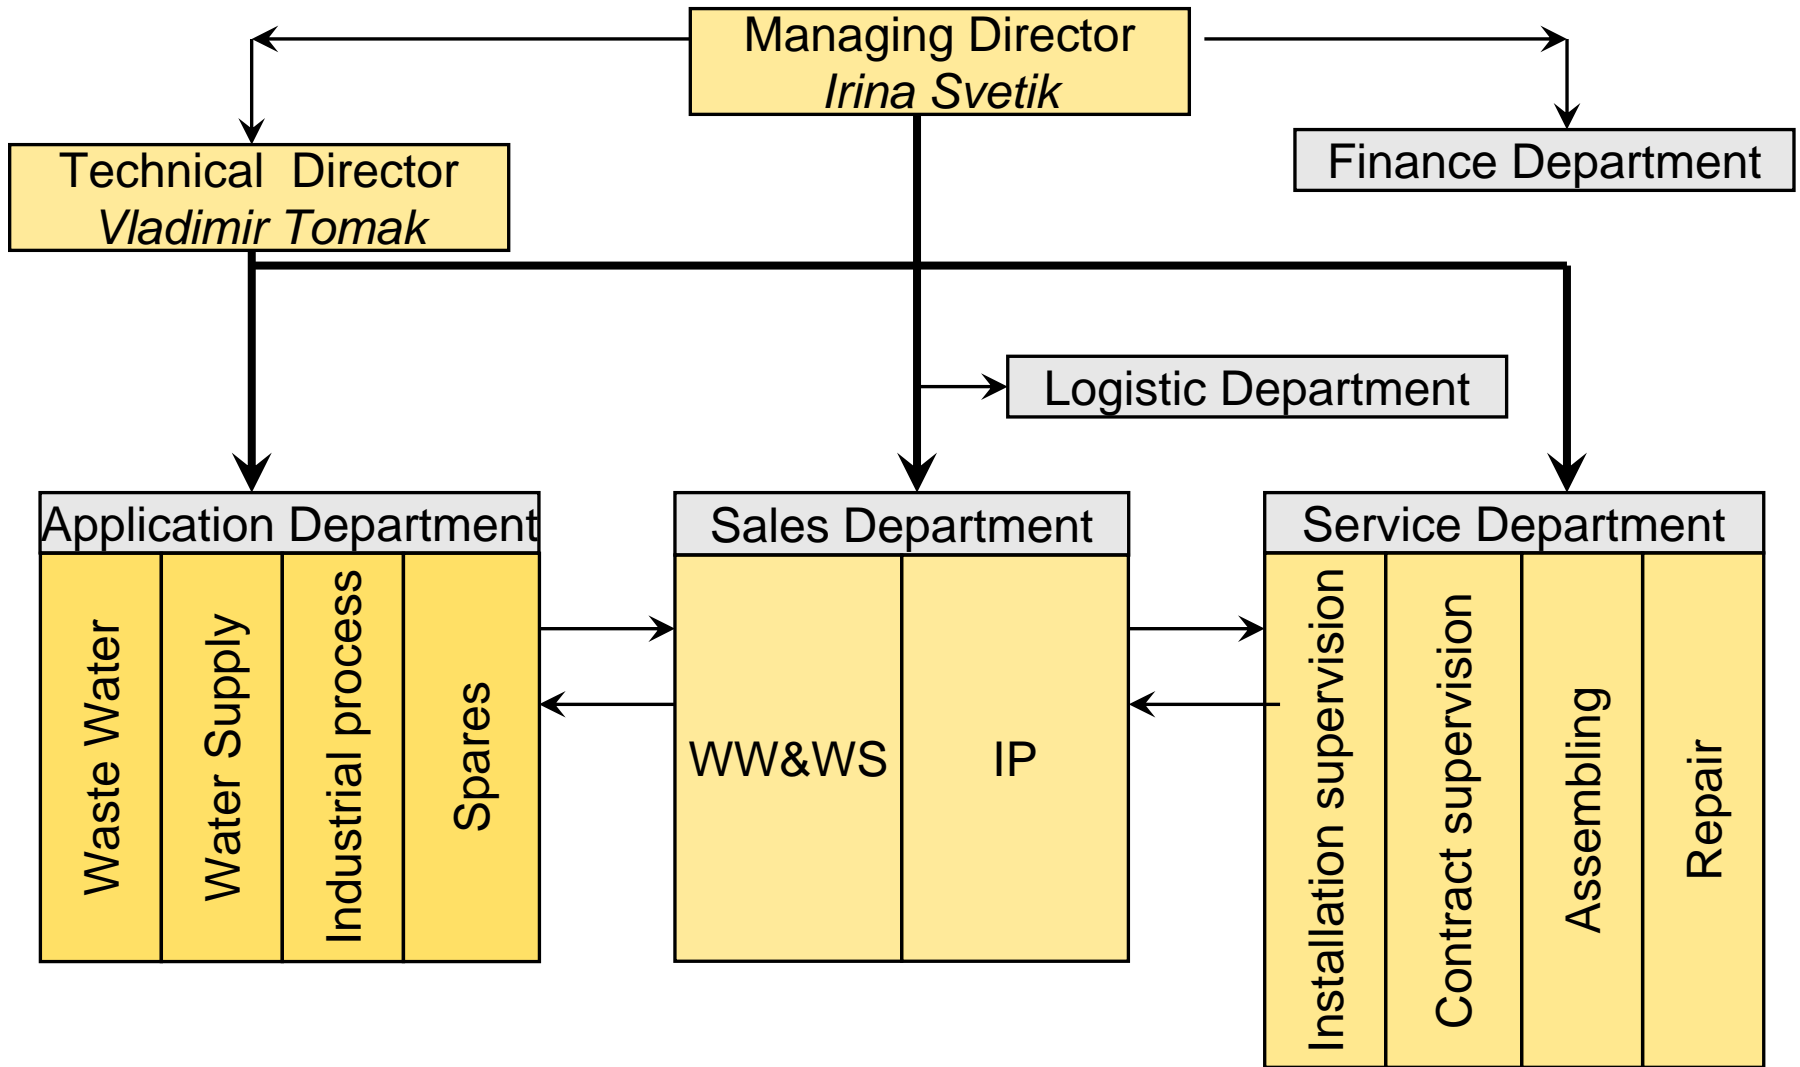 Managing Director
Irina Svetik
Technical Director
Vladimir Tomak
Finance Department
Logistic Department
Application Department
Waste Water
Water Supply
Industrial process
Spares
Sales Department
WW&WS
IP
Service Department
Installation supervision
Contract supervision
Assembling
Repair